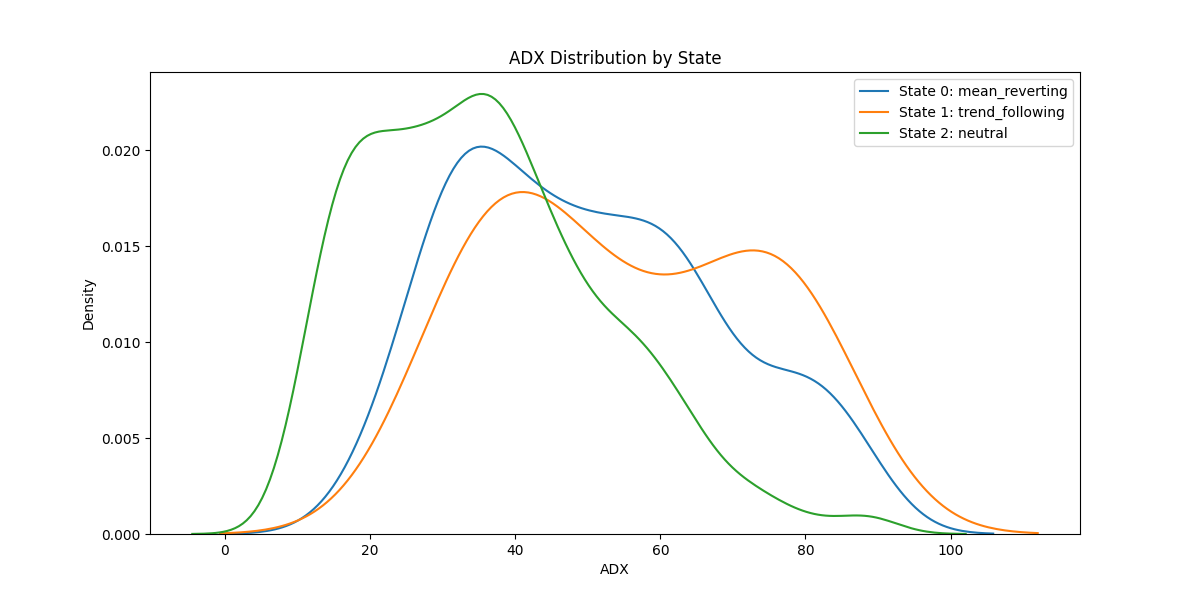 ADX Distribution by State
State 0: mean_reverting
State 1: trend_following
State 2: neutral
Density
0.020
0.015
0.010
0.005
0.000
0
20
40
60
80
100
ADX